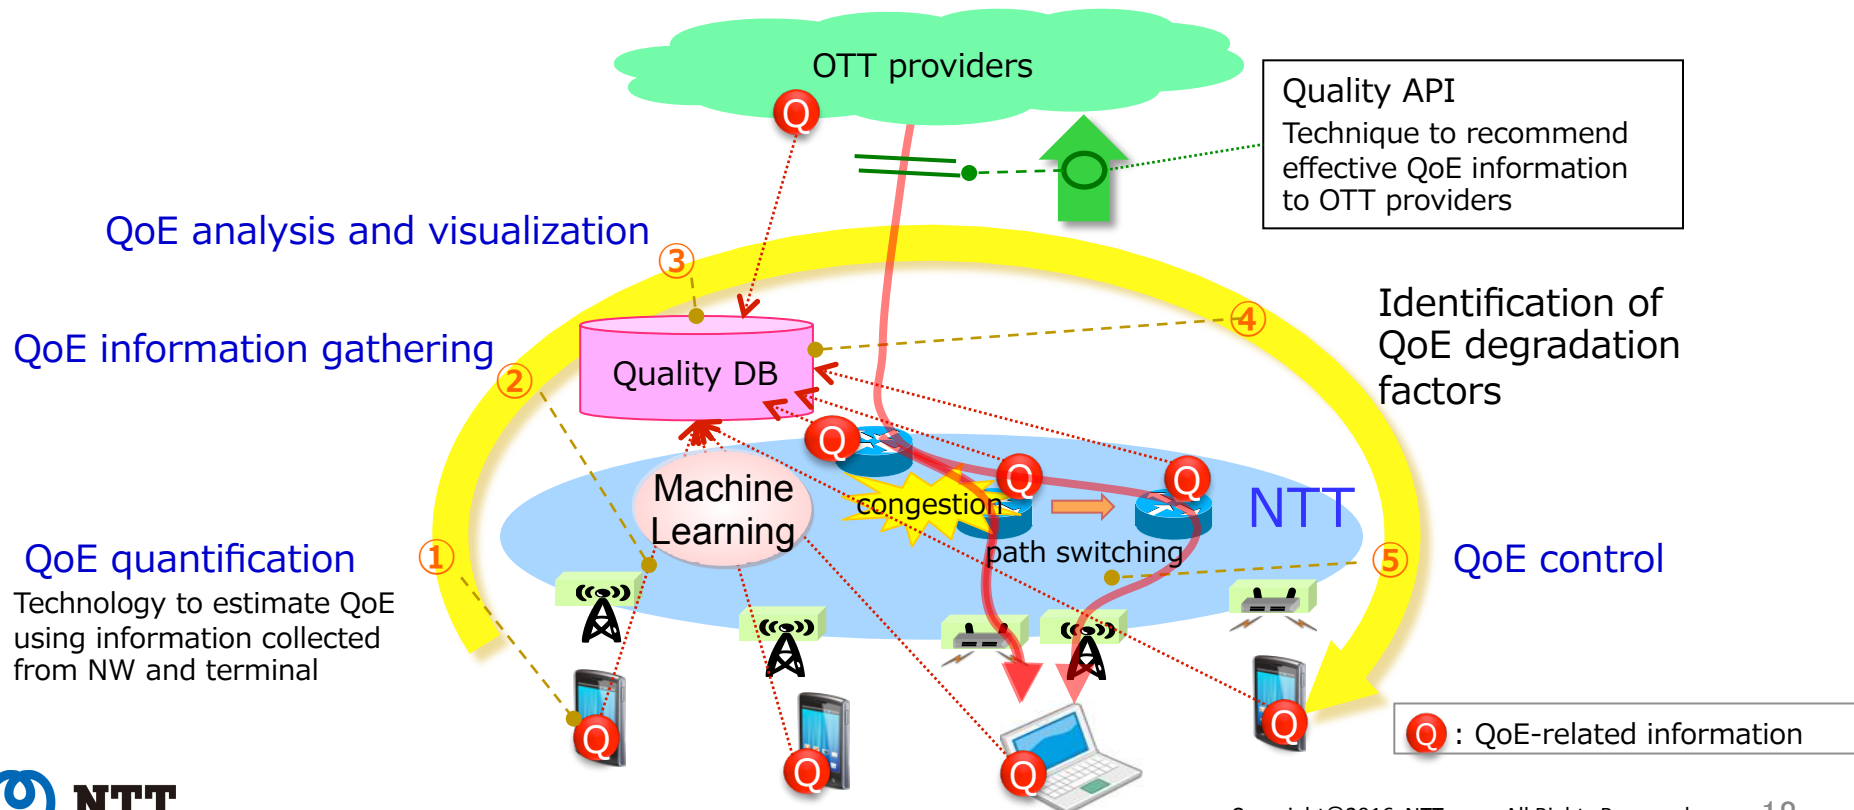 OTT providers
Q
Quality API
Technique to recommend
effective QoE information
to OTT providers
QoE analysis and visualization
③
④
Identification of
QoE degradation
factors
QoE information gathering
②
Quality DB
Q
Q
Q
Machine
Learning
congestion
NTT
path switching
QoE quantification
①
Technology to estimate QoE
using information collected
from NW and terminal
⑤
QoE control
Q
Q
Q
Q
Q : QoE-related information
NTT